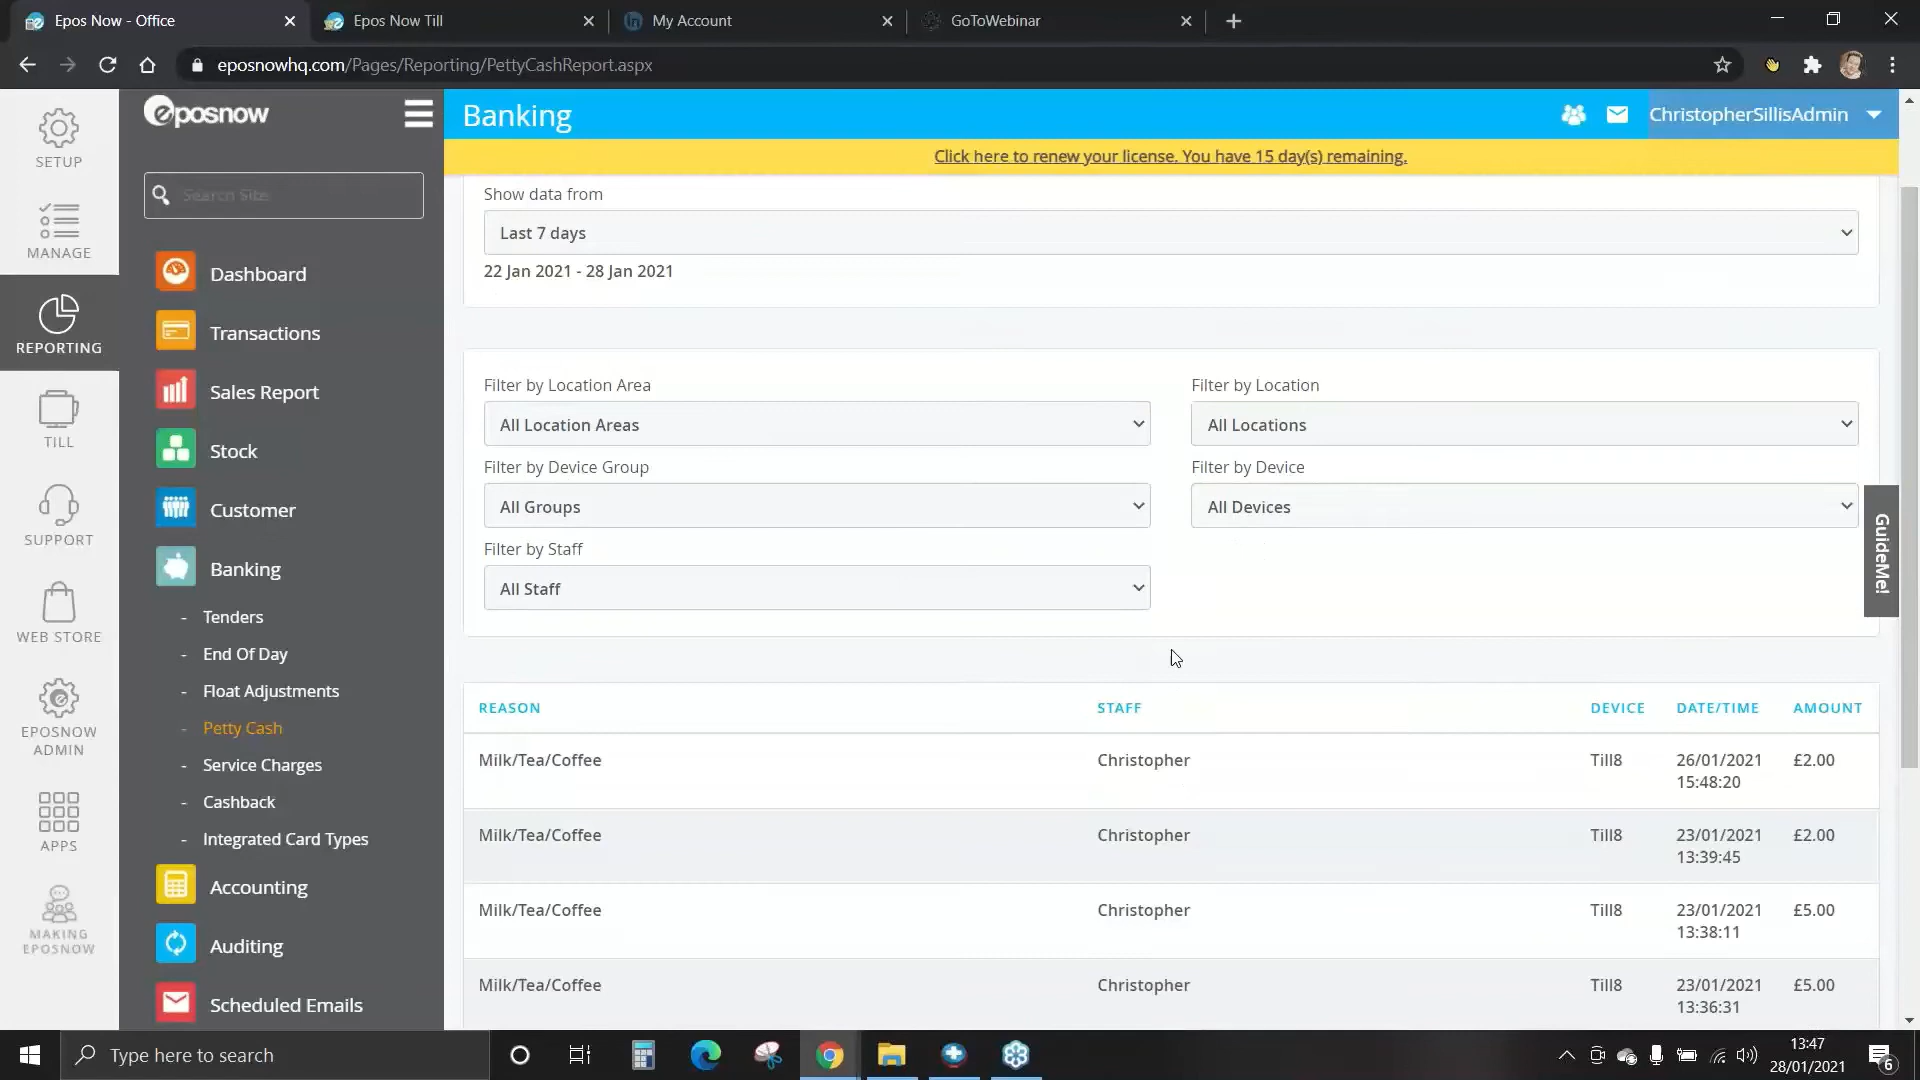 Epos Now - Office
Epos Now Till
My Account
GoToWebinar
eposnowhq.com/Pages/Reporting/PettyCashReport.aspx
eposnow
Banking
ChristopherSillisAdmin
Click here to renew your license. You have 15 day(s) remaining.
SETUP
MANAGE
REPORTING
TILL
SUPPORT
WEB STORE
EPOSNOW
ADMIN
APPS
MAKING
EPOSNOW
Search Site
Dashboard
Transactions
Sales Report
Stock
Customer
Banking
- Tenders
- End Of Day
- Float Adjustments
- Petty Cash
- Service Charges
- Cashback
- Integrated Card Types
Accounting
Auditing
Scheduled Emails
Show data from
Last 7 days
22 Jan 2021 - 28 Jan 2021
Filter by Location Area
Filter by Location
All Location Areas
All Locations
Filter by Device Group
Filter by Device
All Groups
All Devices
Filter by Staff
All Staff
GuideMe!
REASON STAFF DEVICE DATE/TIME AMOUNT
Milk/Tea/Coffee Christopher Till8 26/01/2021 £2.00
15:48:20
Milk/Tea/Coffee Christopher Till8 23/01/2021 £2.00
13:39:45
Milk/Tea/Coffee Christopher Till8 23/01/2021 £5.00
13:38:11
Milk/Tea/Coffee Christopher Till8 23/01/2021 £5.00
13:36:31
Type here to search
13:47
28/01/2021
6